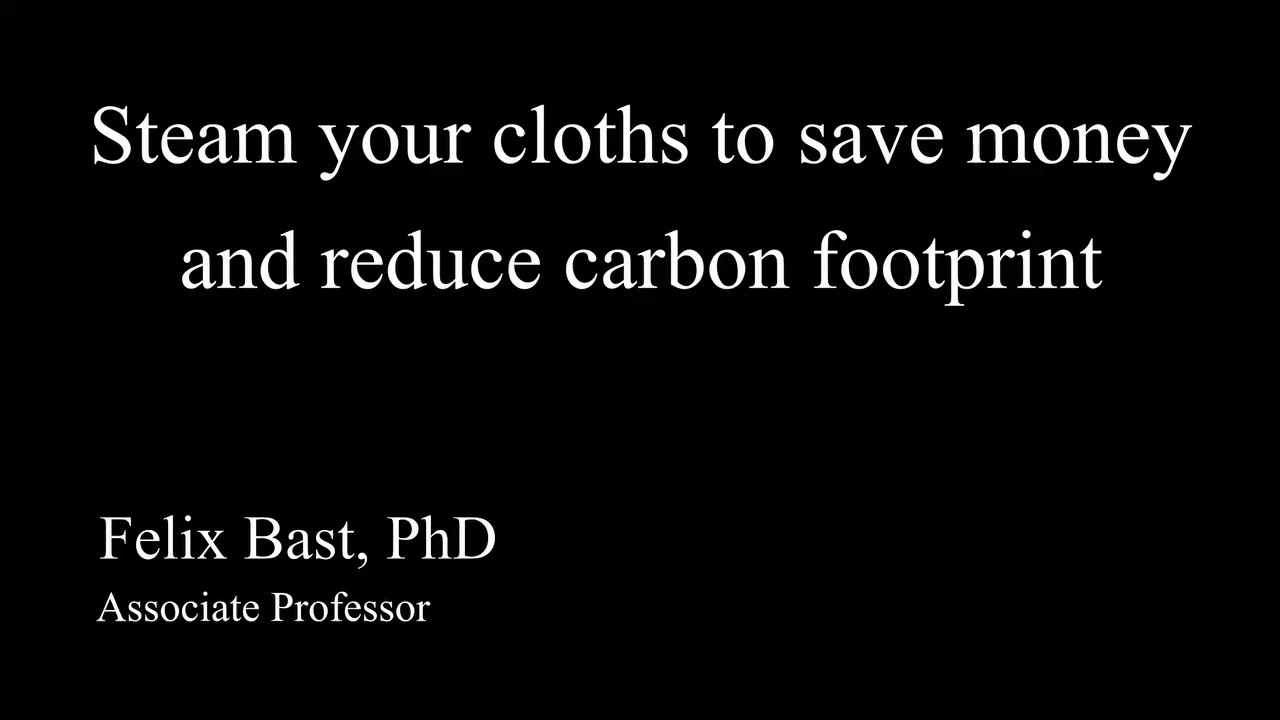 Steam your cloths to save money
and reduce carbon footprint
Felix Bast, PhD
Associate Professor